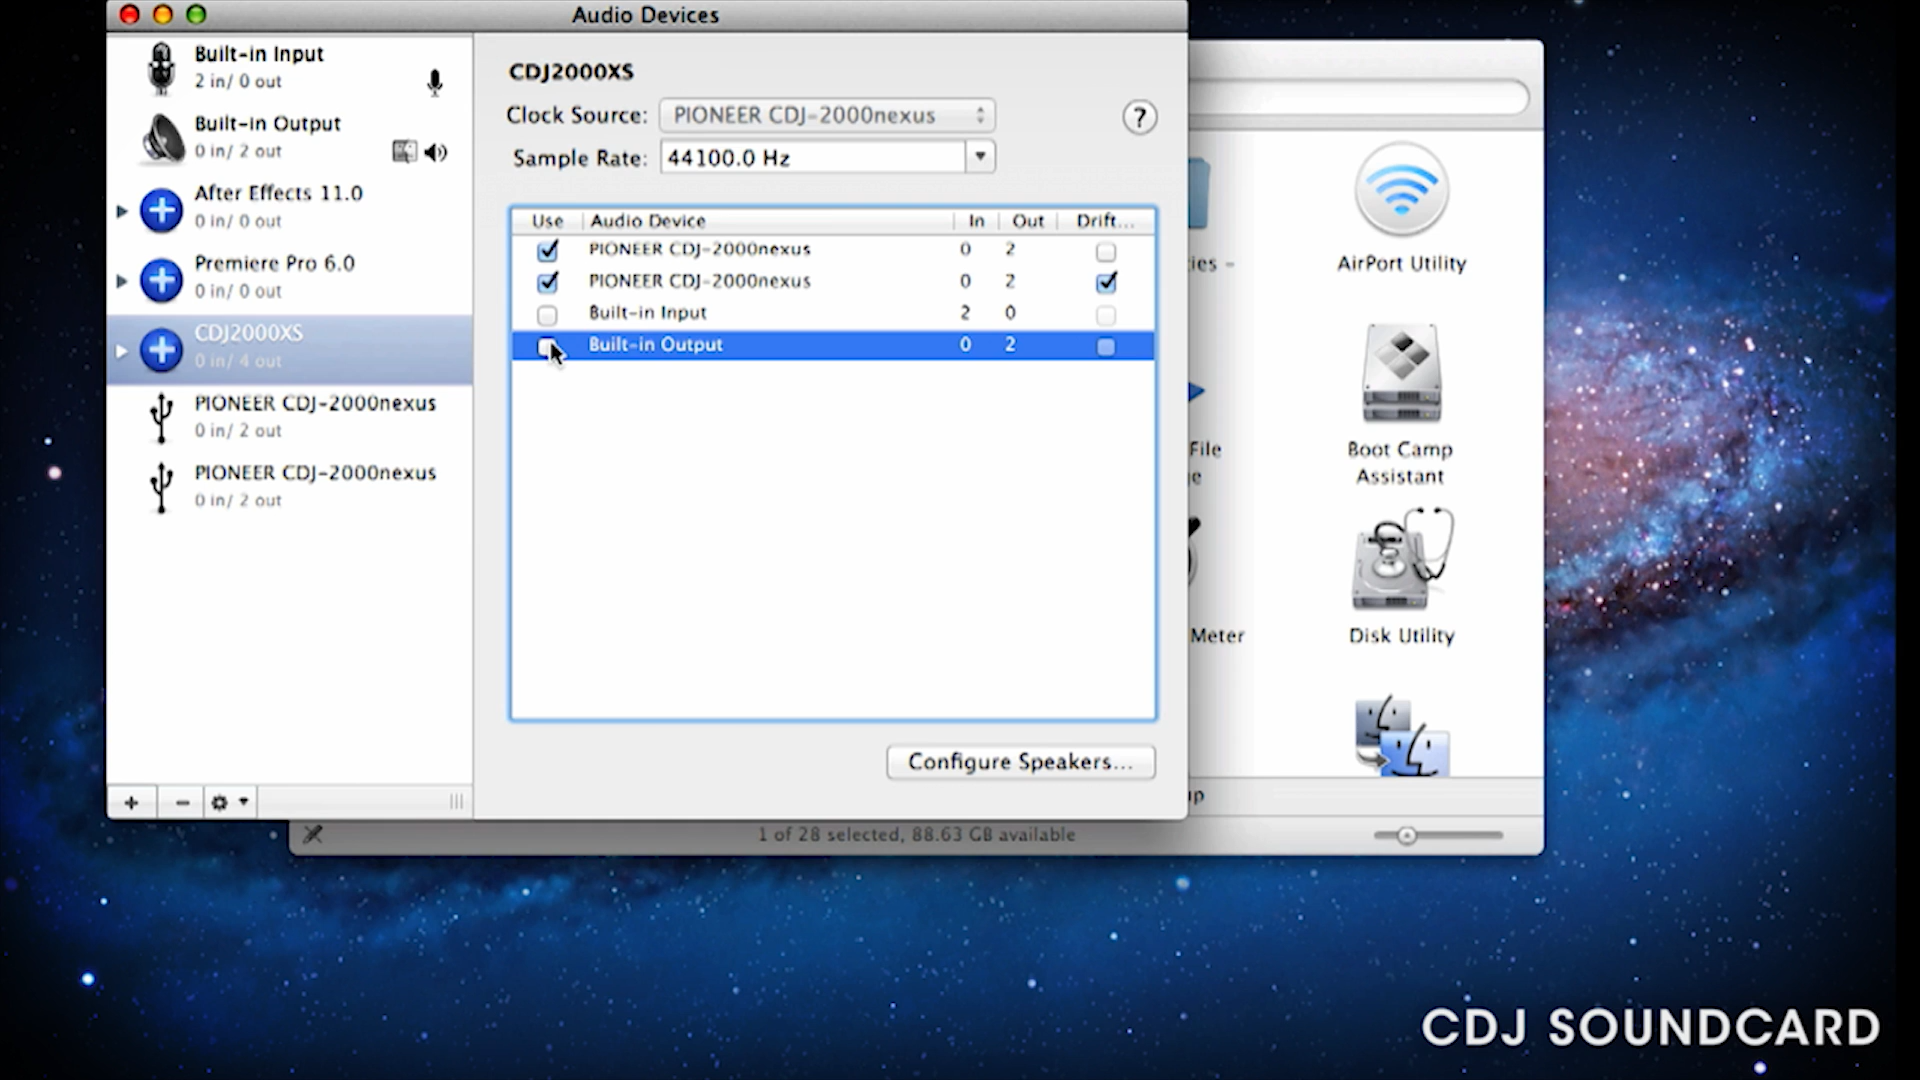 Audio Devices
Built-in Input
2 in/ 0 out
Built-in Output
0 in/ 2 out
After Effects 11.0
0 in/ 0 out
Premiere Pro 6.0
0 in/ 0 out
CDJ2000XS
0 in/ 4 out
PIONEER CDJ-2000nexus
0 in/ 2 out
PIONEER CDJ-2000nexus
0 in/ 2 out
CDJ2000XS
Clock Source: PIONEER CDJ-2000nexus
?
Sample Rate: 44100.0 Hz
Use Audio Device In Out Drift...
PIONEER CDJ-2000nexus 0 2
PIONEER CDJ-2000nexus 0 2
Built-in Input 2 0
Built-in Output 0 2
Configure Speakers...
AirPort Utility
File
Boot Camp
Assistant
Meter
Disk Utility
1 of 28 selected, 88.63 GB available
CDJ SOUNDCARD